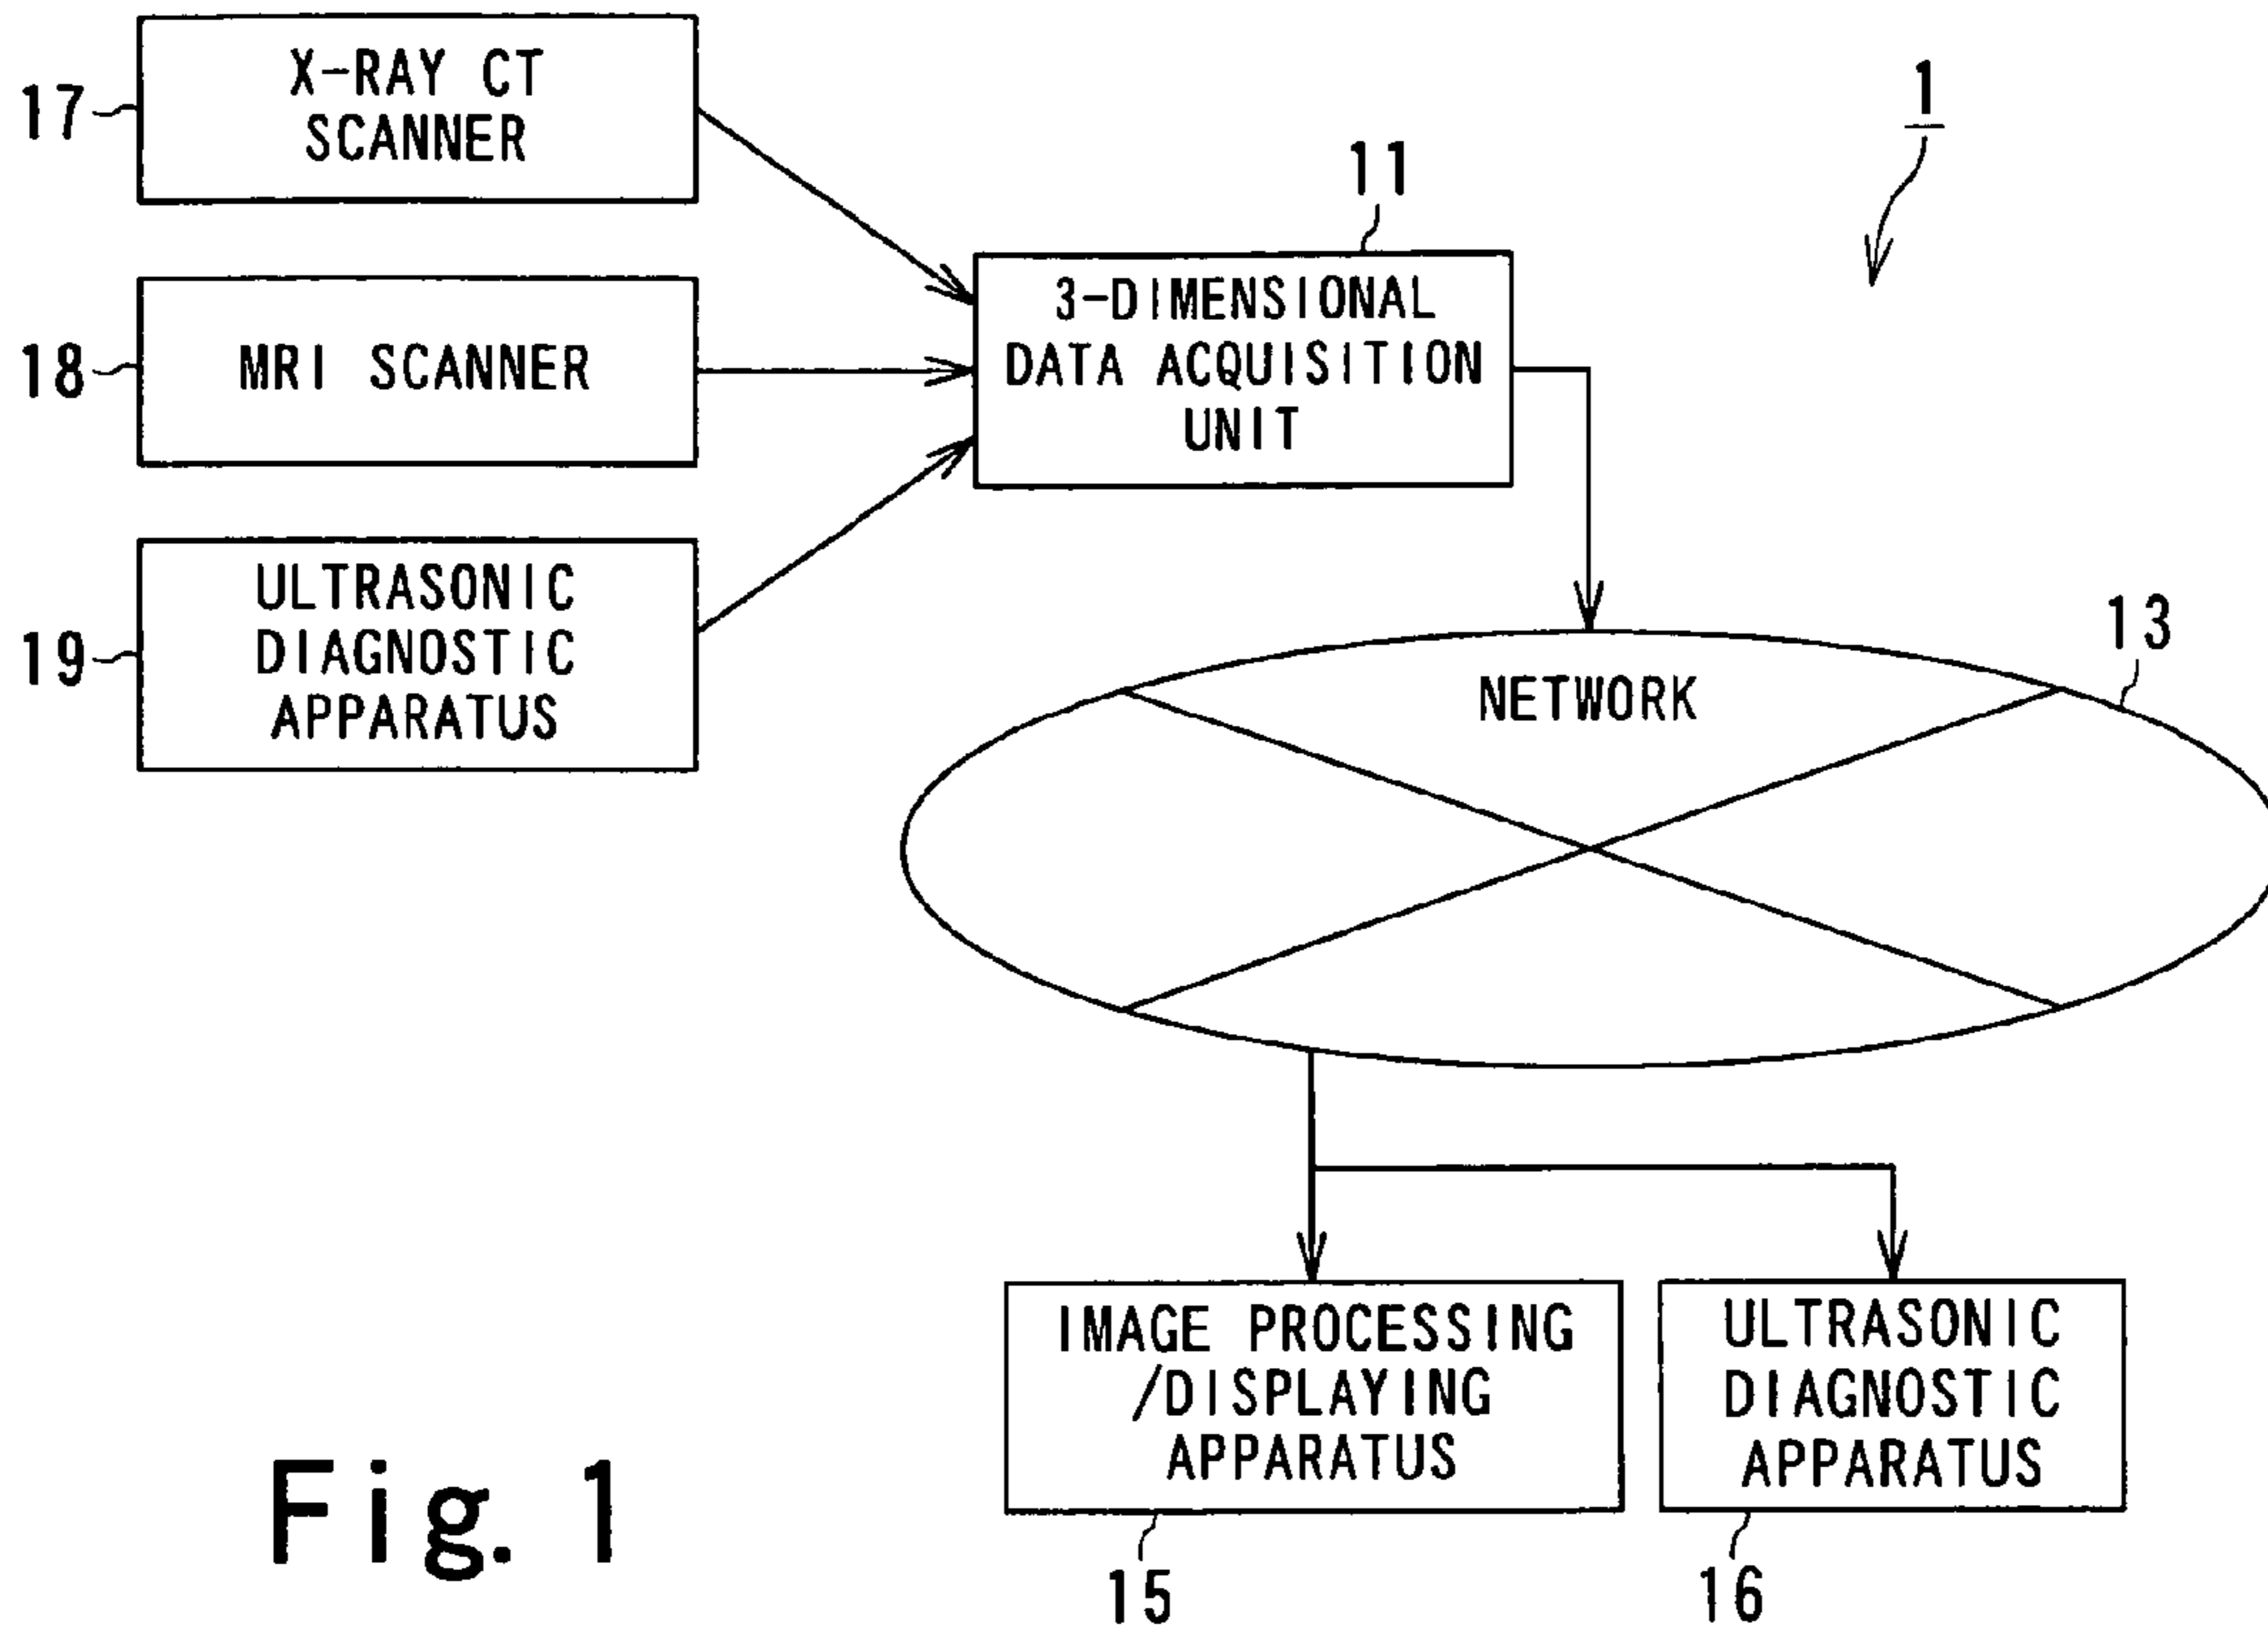 X-RAY CT
SCANNER
17
1
11
3-DIMENSIONAL
DATA ACQUISITION
UNIT
MRI SCANNER
18
ULTRASONIC
DIAGNOSTIC
APPARATUS
19
13
NETWORK
IMAGE PROCESSING
/DISPLAYING
APPARATUS
ULTRASONIC
DIAGNOSTIC
APPARATUS
15
16
Fig. 1